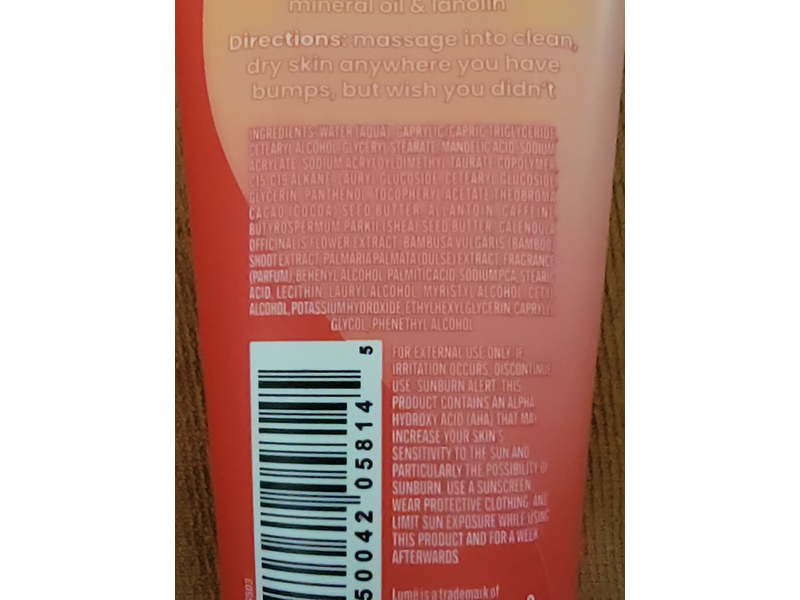 mineral oil & lanolin
Directions: massage into clean,
dry skin anywhere you have
bumps, but wish you didn't
INGREDIENTS: WATER (AQUA), CAPRYLIC/CAPRIC TRIGLYCERIDE,
CETEARYL ALCOHOL, GLYCERYL STEARATE, MANDELIC ACID, SODIUM
ACRYLATE, SODIUM ACRYLOYLDIMETHYL TAURATE COPOLYMER,
C15-C19 ALKANE, LAURYL GLUCOSIDE, CETEARYL GLUCOSIDE,
GLYCERIN, PANTHENOL, TOCOPHERYL ACETATE, THEOBROMA
CACAO (COCOA) SEED BUTTER, ALLANTOIN, CAFFEINE,
BUTYROSPERMUM PARKII (SHEA) SEED BUTTER, CALENDULA
OFFICINALIS FLOWER EXTRACT, BAMBUSA VULGARIS (BAMBOO)
SHOOT EXTRACT, PALMARIA PALMATA (DULSE) EXTRACT, FRAGRANCE
(PARFUM), BEHENYL ALCOHOL, PALMITIC ACID, SODIUM PCA, STEARIC
ACID, LECITHIN, LAURYL ALCOHOL, MYRISTYL ALCOHOL, CETYL
ALCOHOL, POTASSIUM HYDROXIDE, ETHYLHEXYLGLYCERIN, CAPRYLYL
GLYCOL, PHENETHYL ALCOHOL
FOR EXTERNAL USE ONLY. IF
IRRITATION OCCURS, DISCONTINUE
USE. SUNBURN ALERT: THIS
PRODUCT CONTAINS AN ALPHA
HYDROXY ACID (AHA) THAT MAY
INCREASE YOUR SKIN'S
SENSITIVITY TO THE SUN AND
PARTICULARLY THE POSSIBILITY OF
SUNBURN. USE A SUNSCREEN,
WEAR PROTECTIVE CLOTHING, AND
LIMIT SUN EXPOSURE WHILE USING
THIS PRODUCT AND FOR A WEEK
AFTERWARDS
Lumē is a trademark of
50042 05814 5